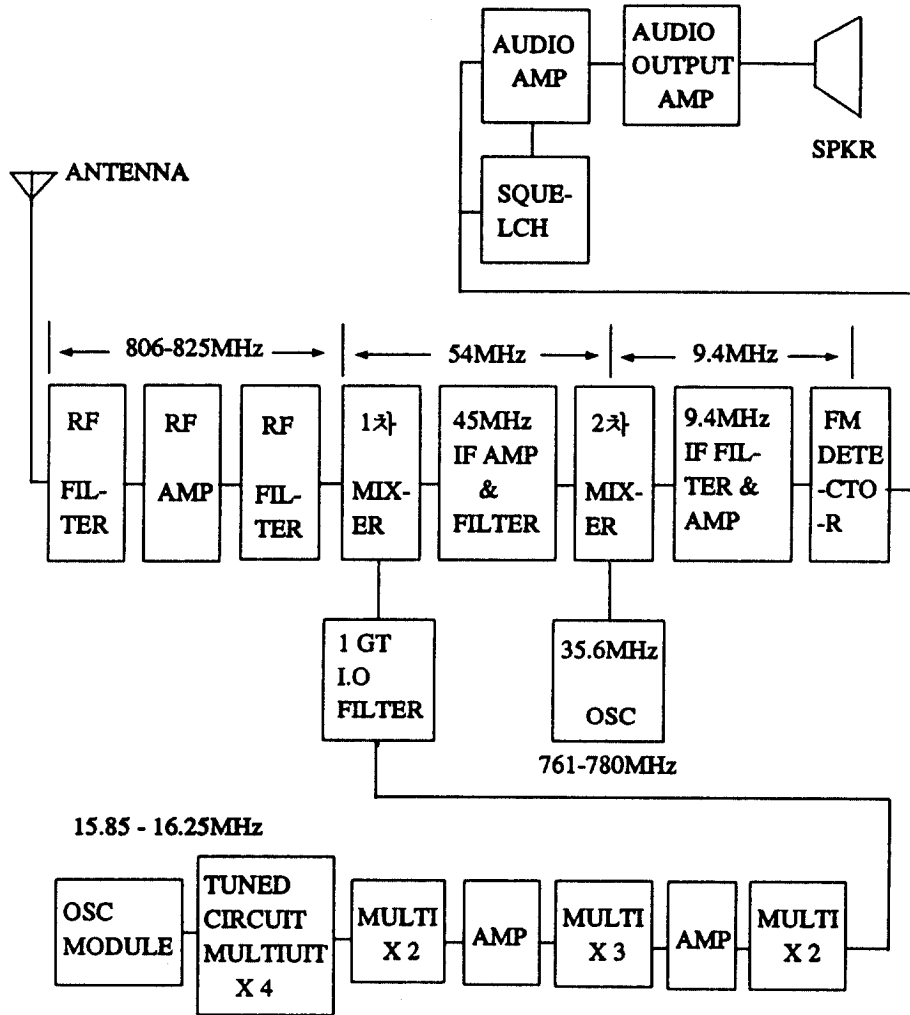 AUDIO
AMP
AUDIO
OUTPUT
AMP
SPKR
SQUE-
LCH
ANTENNA
806-825MHz
54MHz
9.4MHz
RF
FIL-
TER
RF
AMP
RF
FIL-
TER
1차
MIX-
ER
45MHz
IF AMP
&
FILTER
2차
MIX-
ER
9.4MHz
IF FIL-
TER &
AMP
FM
DETE-
-CTO
-R
1 GT
I.O
FILTER
35.6MHz
OSC
761-780MHz
15.85 - 16.25MHz
OSC
MODULE
TUNED
CIRCUIT
MULTIUIT
X 4
MULTI
X 2
AMP
MULTI
X 3
AMP
MULTI
X 2